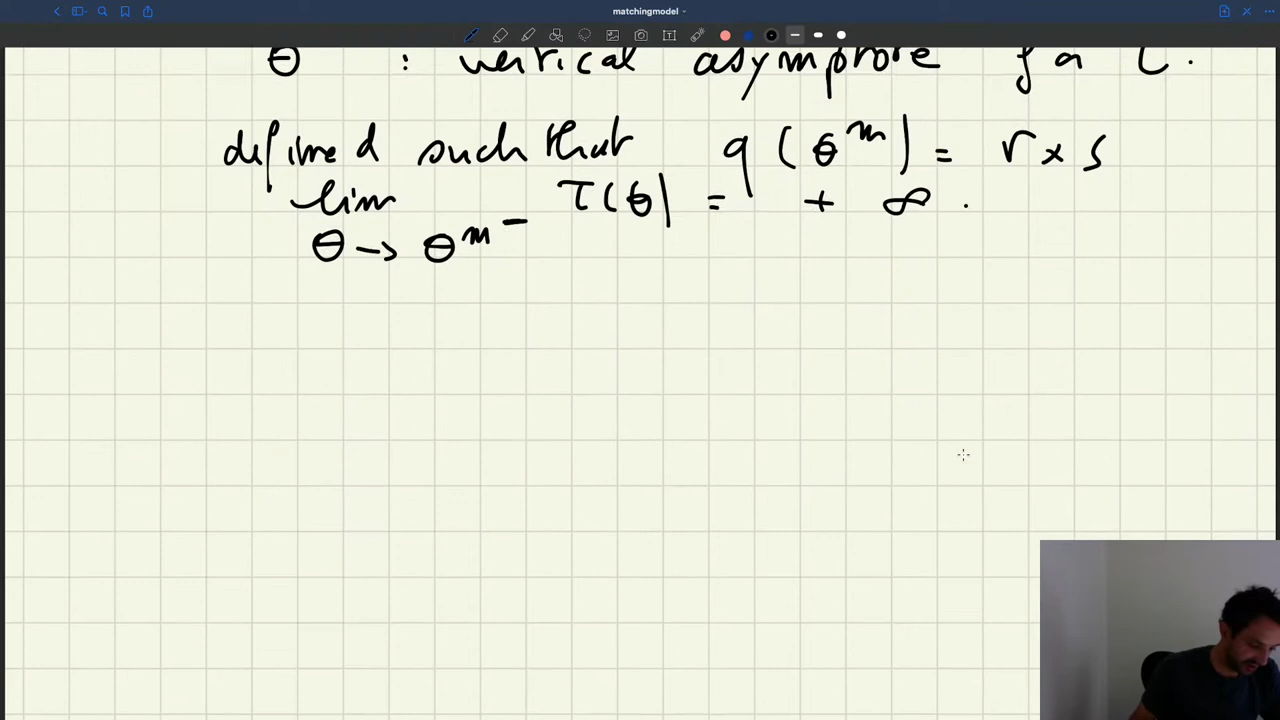 matchingmodel
θ : vertical asymptote for τ.
defined such that q(θ^m) = r x s
lim τ(θ) = + ∞.
θ → θ^m -